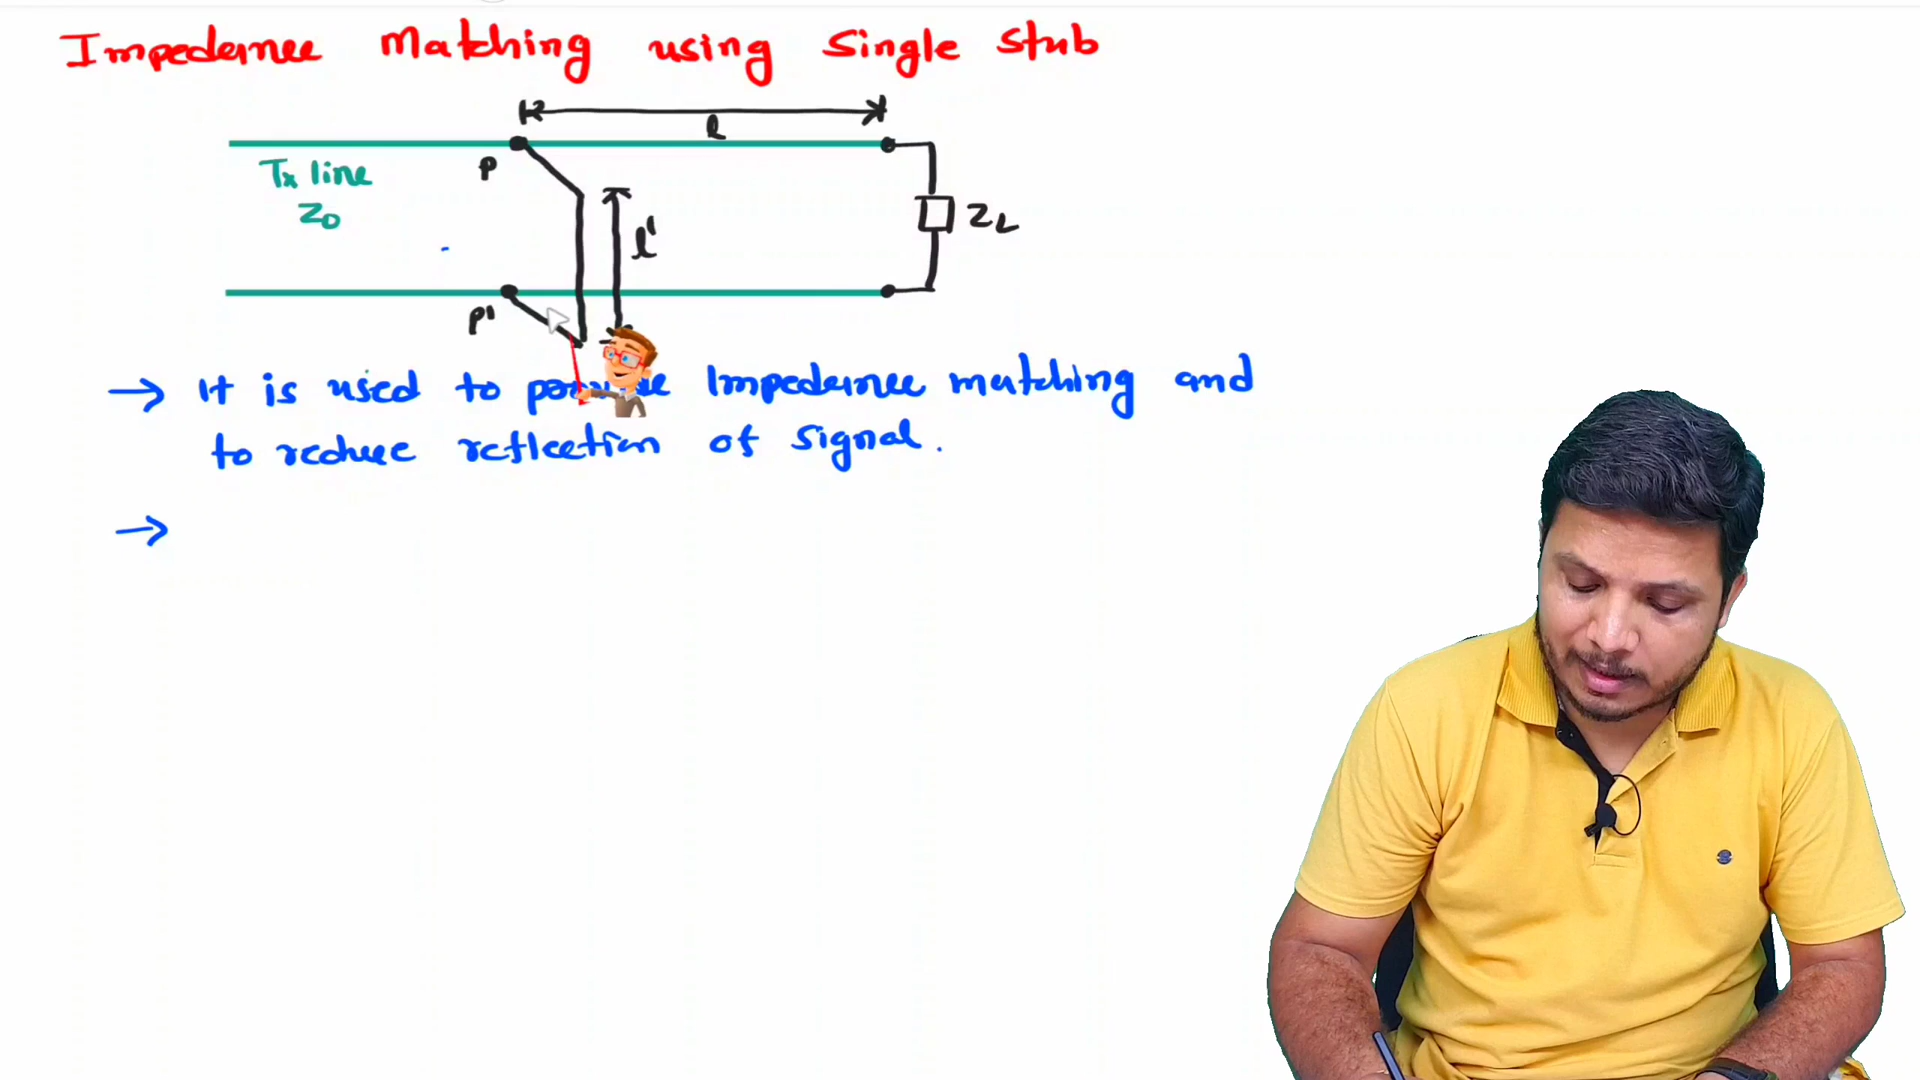 Impedance Matching using Single Stub
l
Tx line
Z0
P
l'
ZL
P'
→ It is used to Impedance matching and
to reduce reflection of signal.
→